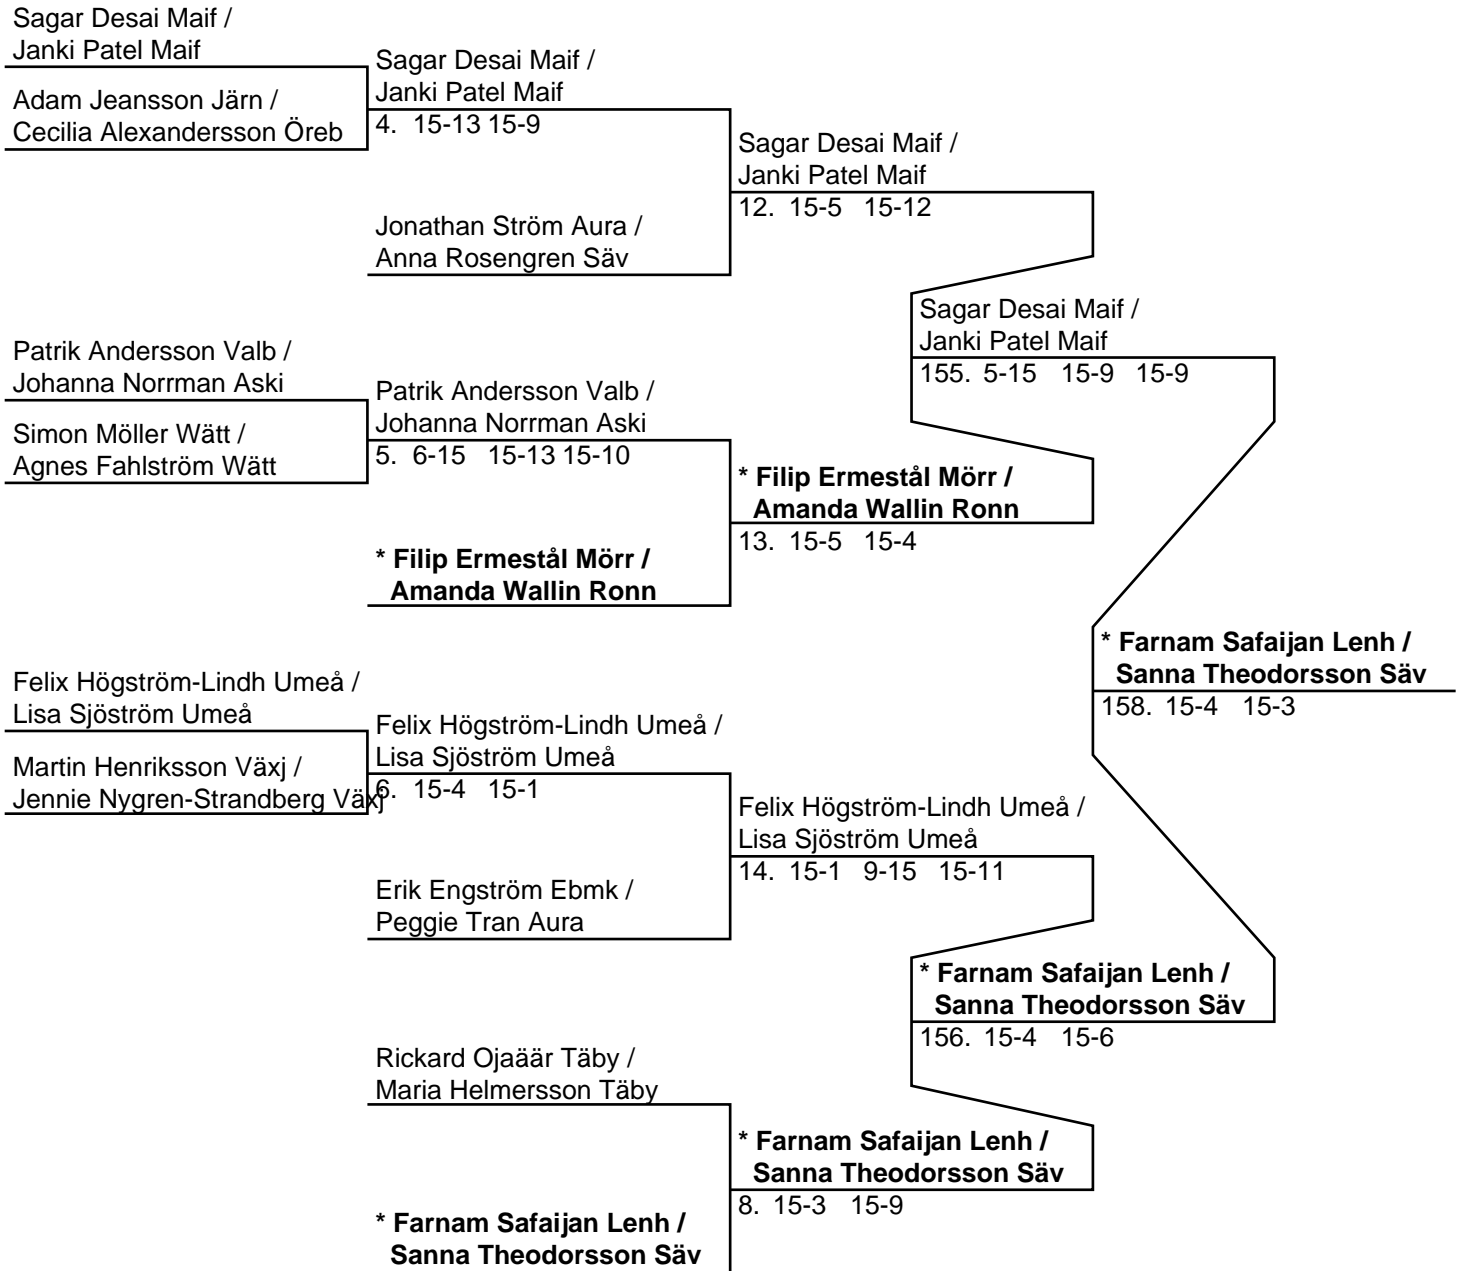 Sagar Desai Maif /
Janki Patel Maif
Adam Jeansson Järn /
Cecilia Alexandersson Öreb
Sagar Desai Maif /
Janki Patel Maif
4. 15-13 15-9
Jonathan Ström Aura /
Anna Rosengren Säv
Sagar Desai Maif /
Janki Patel Maif
12. 15-5 15-12
Patrik Andersson Valb /
Johanna Norrman Aski
Simon Möller Wätt /
Agnes Fahlström Wätt
Patrik Andersson Valb /
Johanna Norrman Aski
5. 6-15 15-13 15-10
* Filip Ermestål Mörr /
Amanda Wallin Ronn
* Filip Ermestål Mörr /
Amanda Wallin Ronn
13. 15-5 15-4
Sagar Desai Maif /
Janki Patel Maif
155. 5-15 15-9 15-9
Felix Högström-Lindh Umeå /
Lisa Sjöström Umeå
Martin Henriksson Växj /
Jennie Nygren-Strandberg Växj
Felix Högström-Lindh Umeå /
Lisa Sjöström Umeå
6. 15-4 15-1
Erik Engström Ebmk /
Peggie Tran Aura
Felix Högström-Lindh Umeå /
Lisa Sjöström Umeå
14. 15-1 9-15 15-11
Rickard Ojaäär Täby /
Maria Helmersson Täby
* Farnam Safaijan Lenh /
Sanna Theodorsson Säv
* Farnam Safaijan Lenh /
Sanna Theodorsson Säv
8. 15-3 15-9
* Farnam Safaijan Lenh /
Sanna Theodorsson Säv
156. 15-4 15-6
* Farnam Safaijan Lenh /
Sanna Theodorsson Säv
158. 15-4 15-3